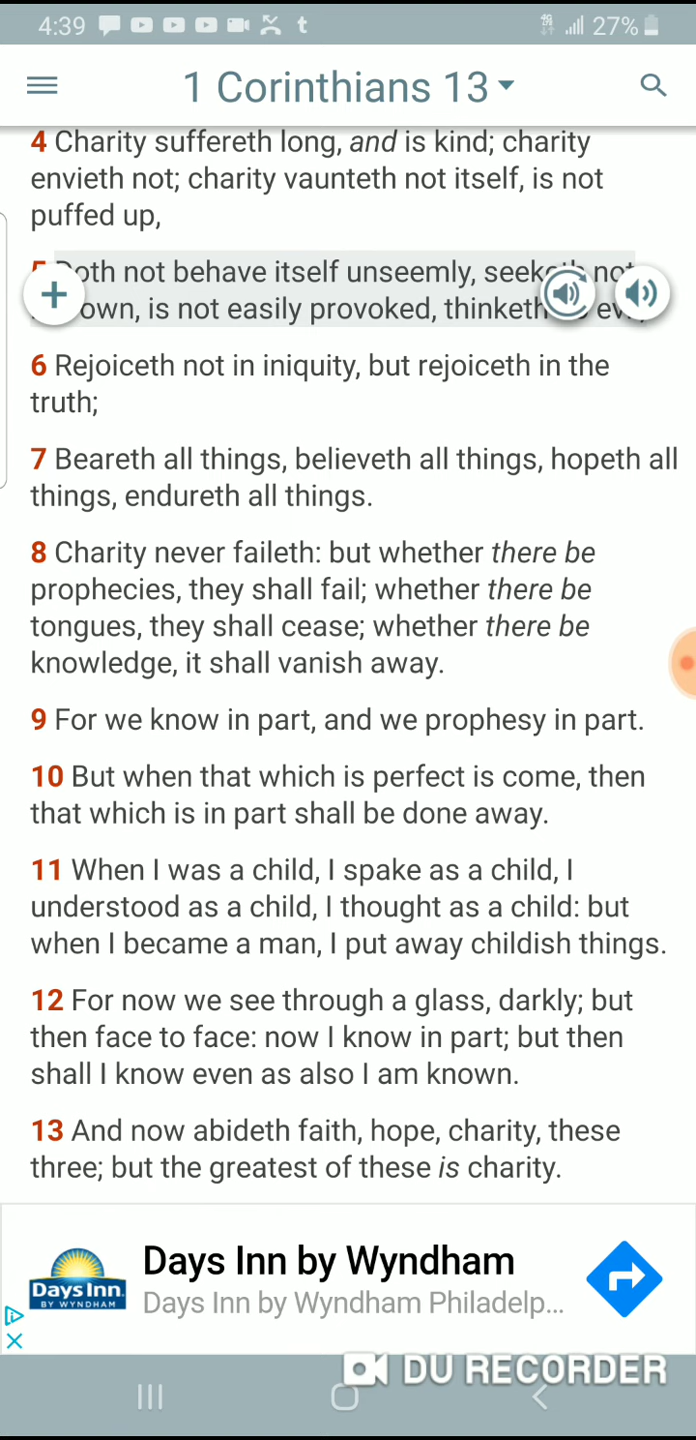 4:39 t 27%
1 Corinthians 13
4 Charity suffereth long, and is kind; charity
envieth not; charity vaunteth not itself, is not
puffed up,
not behave itself unseemly,
is not easily provoked,
6 Rejoiceth not in iniquity, but rejoiceth in the
truth;
7 Beareth all things, believeth all things, hopeth all
things, endureth all things.
8 Charity never faileth: but whether there be
prophecies, they shall fail; whether there be
tongues, they shall cease; whether there be
knowledge, it shall vanish away.
9 For we know in part, and we prophesy in part.
10 But when that which is perfect is come, then
that which is in part shall be done away.
11 When I was a child, I spake as a child, I
understood as a child, I thought as a child: but
when I became a man, I put away childish things.
12 For now we see through a glass, darkly; but
then face to face: now I know in part; but then
shall I know even as also I am known.
13 And now abideth faith, hope, charity, these
three; but the greatest of these is charity.
Days Inn by Wyndham
Days Inn.
BY WYNDHAM
Days Inn by Wyndham Philadelp...
DU RECORDER